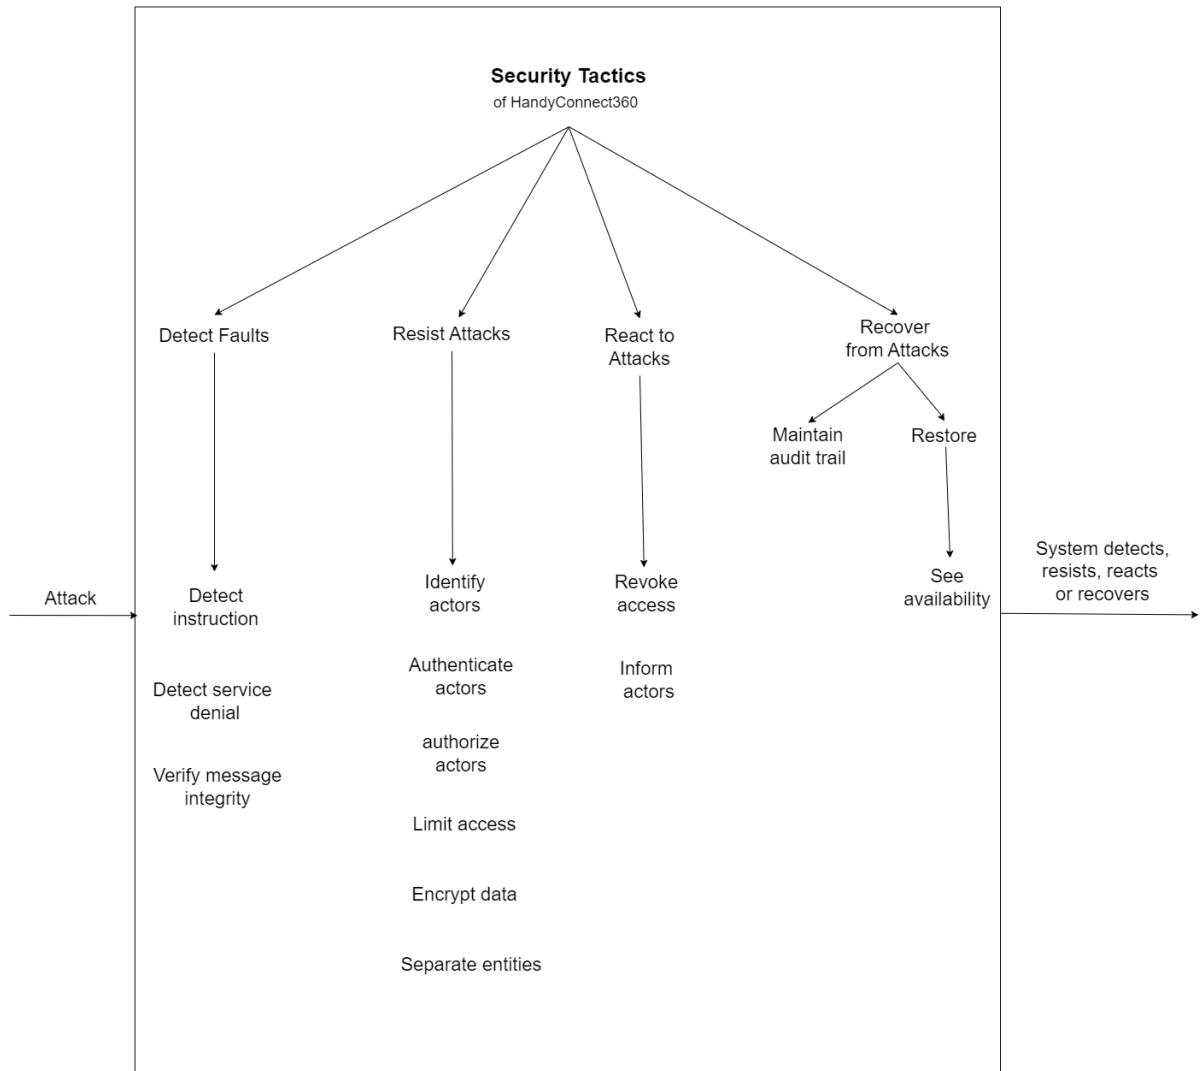 Security Tactics
of HandyConnect360
Detect Faults
Resist Attacks
React to
Attacks
Recover
from Attacks
Maintain
audit trail
Restore
Attack
Detect
instruction
Detect service
denial
Verify message
integrity
Identify
actors
Authenticate
actors
authorize
actors
Limit access
Encrypt data
Separate entities
Revoke
access
Inform
actors
See
availability
System detects,
resists, reacts
or recovers